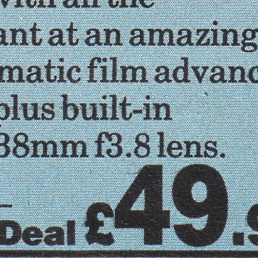 with all the
ant at an amazing
matic film advanc
plus built-in
38mm f3.8 lens.
Deal £49.9